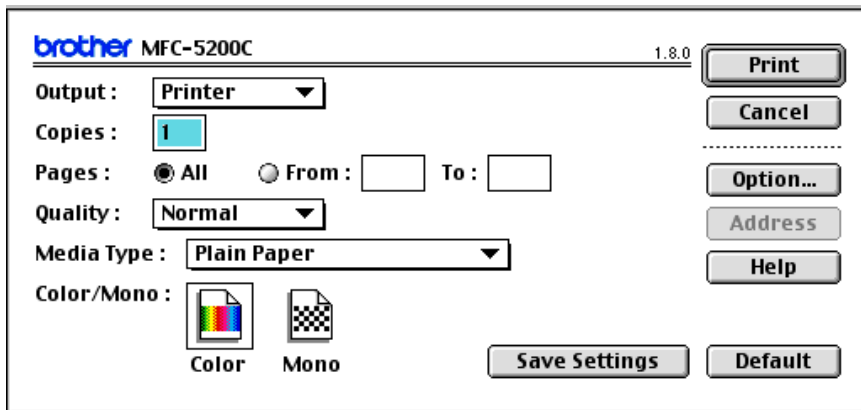 brother MFC-5200C
1.8.0
Print
Output : Printer
Cancel
Copies : 1
Pages : All From : To :
Option...
Quality : Normal
Address
Media Type : Plain Paper
Help
Color/Mono :
Color Mono
Save Settings
Default